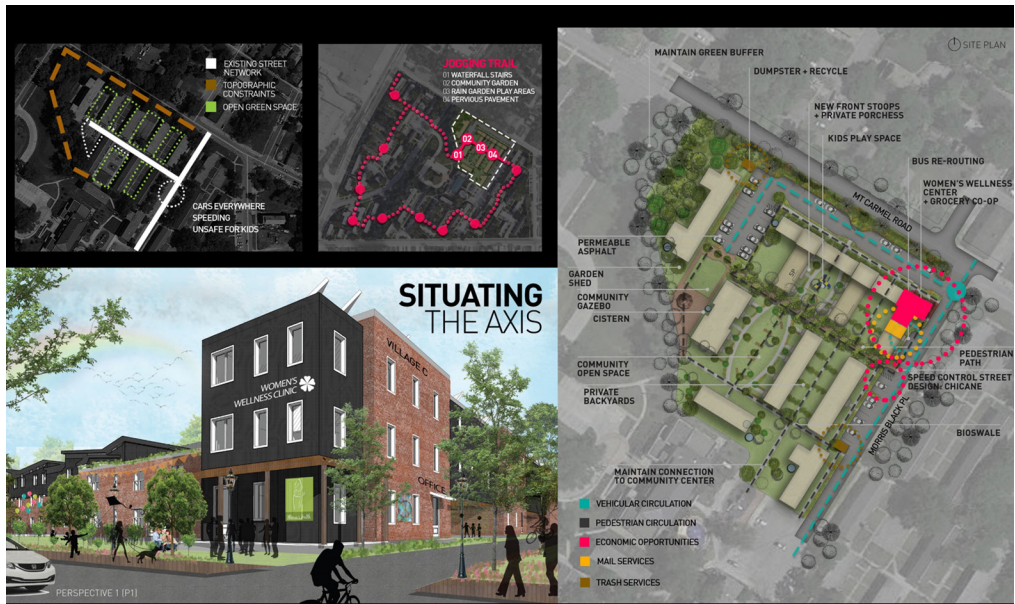 EXISTING STREET
NETWORK
TOPOGRAPHIC
CONSTRAINTS
OPEN GREEN SPACE
CARS EVERYWHERE
SPEEDING
UNSAFE FOR KIDS
JOGGING TRAIL
01 WATERFALL STAIRS
02 COMMUNITY GARDEN
03 RAIN GARDEN PLAY AREAS
04 PERVIOUS PAVEMENT
02
01
03
04
SITUATING
THE AXIS
VILLAGE C
WOMEN'S
WELLNESS CLINIC
OFFICE
PERSPECTIVE 1 (P1)
SITE PLAN
MAINTAIN GREEN BUFFER
DUMPSTER + RECYCLE
NEW FRONT STOOPS
+ PRIVATE PORCHESS
KIDS PLAY SPACE
BUS RE-ROUTING
WOMEN'S WELLNESS
CENTER
+ GROCERY CO-OP
MT CARMEL ROAD
PERMEABLE
ASPHALT
GARDEN
SHED
COMMUNITY
GAZEBO
CISTERN
COMMUNITY
OPEN SPACE
PRIVATE
BACKYARDS
PEDESTRIAN
PATH
SPEED CONTROL STREET
DESIGN: CHICANE
MORRIS BLACK PL
BIOSWALE
MAINTAIN CONNECTION
TO COMMUNITY CENTER
VEHICULAR CIRCULATION
PEDESTRIAN CIRCULATION
ECONOMIC OPPORTUNITIES
MAIL SERVICES
TRASH SERVICES